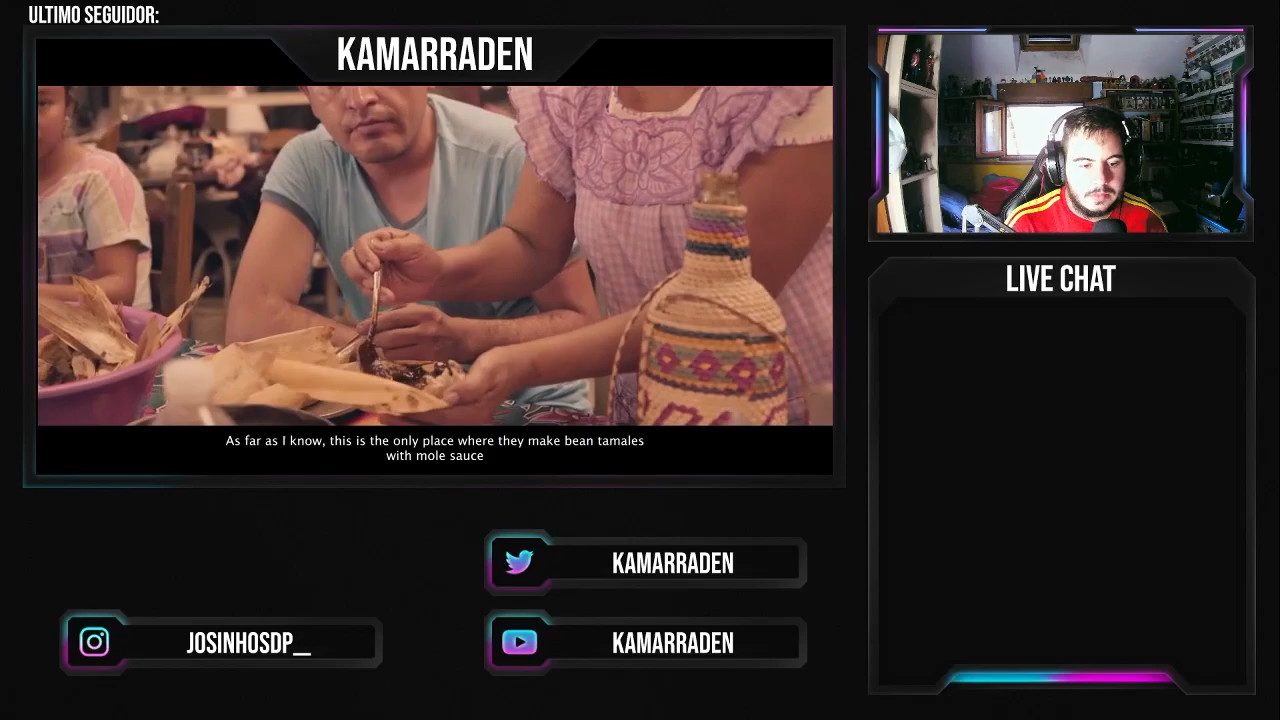 ULTIMO SEGUIDOR:
KAMARRADEN
As far as I know, this is the only place where they make bean tamales
with mole sauce
LIVE CHAT
KAMARRADEN
JOSINHOSDP__
KAMARRADEN